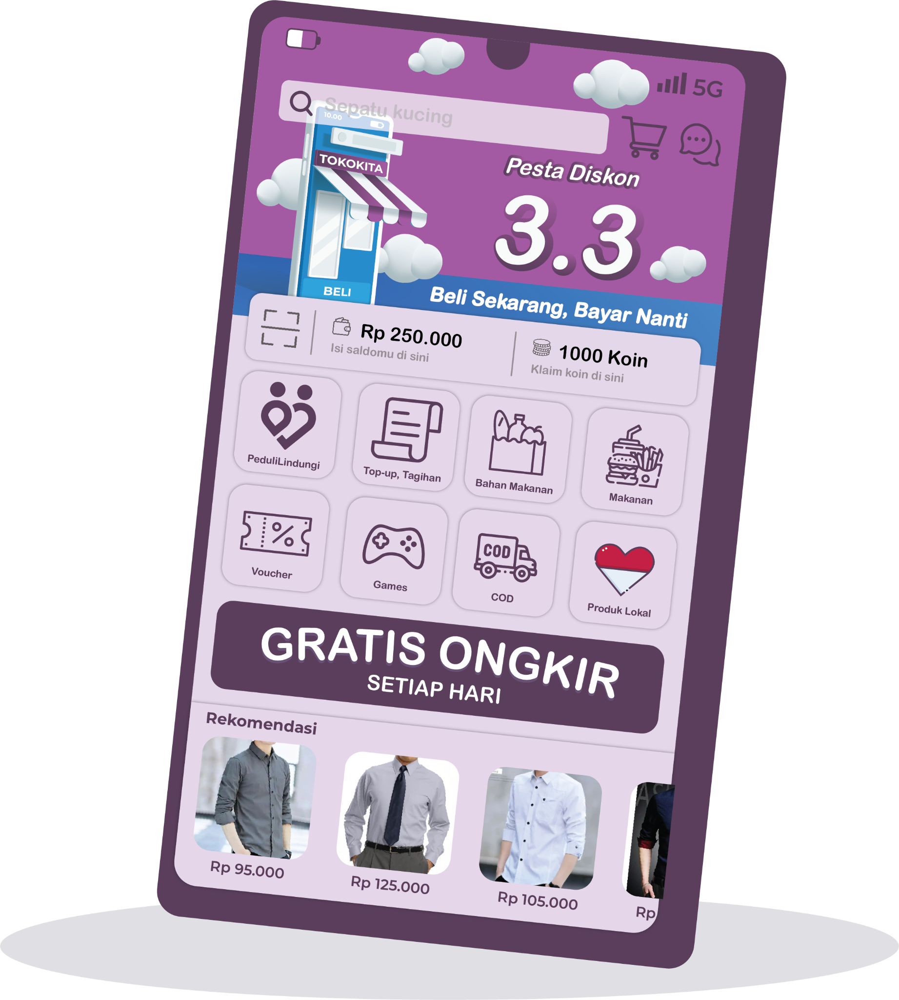 5G
Sepatu kucing
10.00
TOKOKITA
Pesta Diskon
3.3
BELI
Beli Sekarang, Bayar Nanti
Rp 250.000
Isi saldomu di sini
1000 Koin
Klaim koin di sini
PeduliLindungi
Top-up, Tagihan
Bahan Makanan
Makanan
Voucher
Games
COD
COD
Produk Lokal
GRATIS ONGKIR
SETIAP HARI
Rekomendasi
Rp 95.000
Rp 125.000
Rp 105.000
Rp